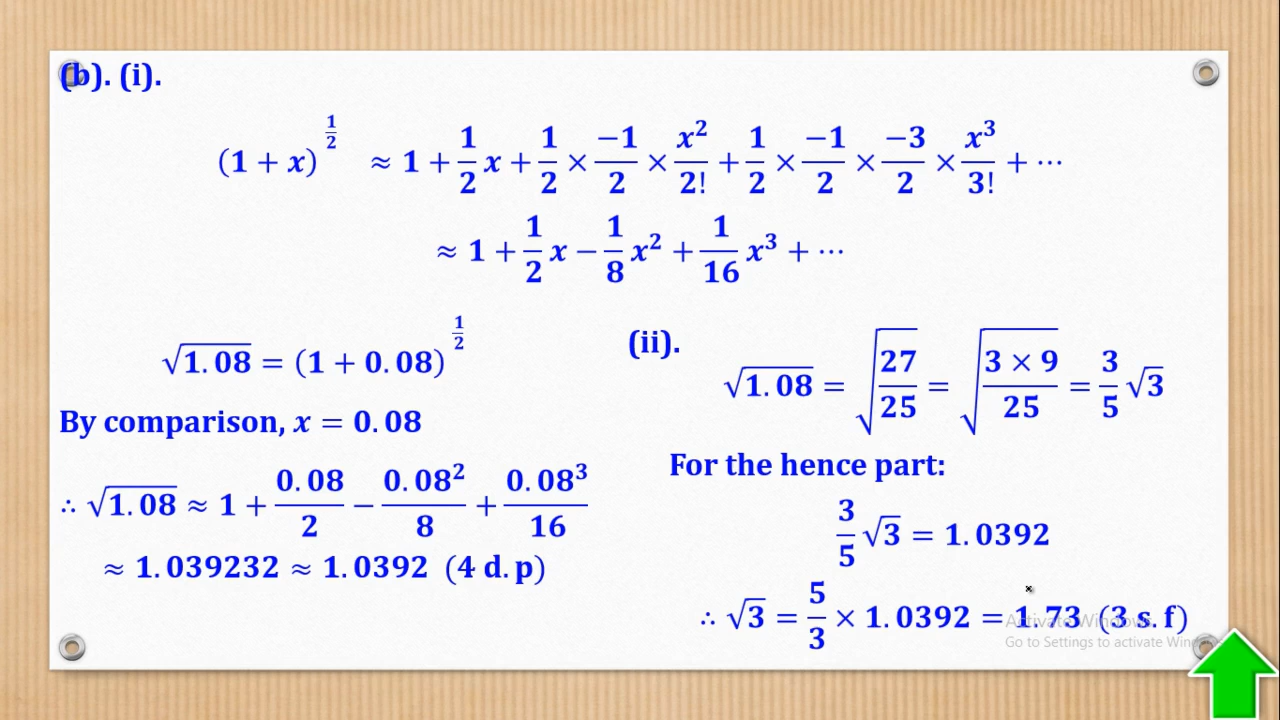 (b). (i).
(1 + x)^(1/2) ≈ 1 + 1/2 x + 1/2 × −1/2 × x²/2! + 1/2 × −1/2 × −3/2 × x³/3! + ⋯
≈ 1 + 1/2 x − 1/8 x² + 1/16 x³ + ⋯
√1.08 = (1 + 0.08)^(1/2)
By comparison, x = 0.08
∴ √1.08 ≈ 1 + 0.08/2 − 0.08²/8 + 0.08³/16
≈ 1.039232 ≈ 1.0392 (4 d.p)
(ii).
√1.08 = √(27/25) = √((3 × 9)/25) = 3/5 √3
For the hence part:
3/5 √3 = 1.0392
∴ √3 = 5/3 × 1.0392 = 1.73 (3 s.f)
Activate Windows
Go to Settings to activate Windows.